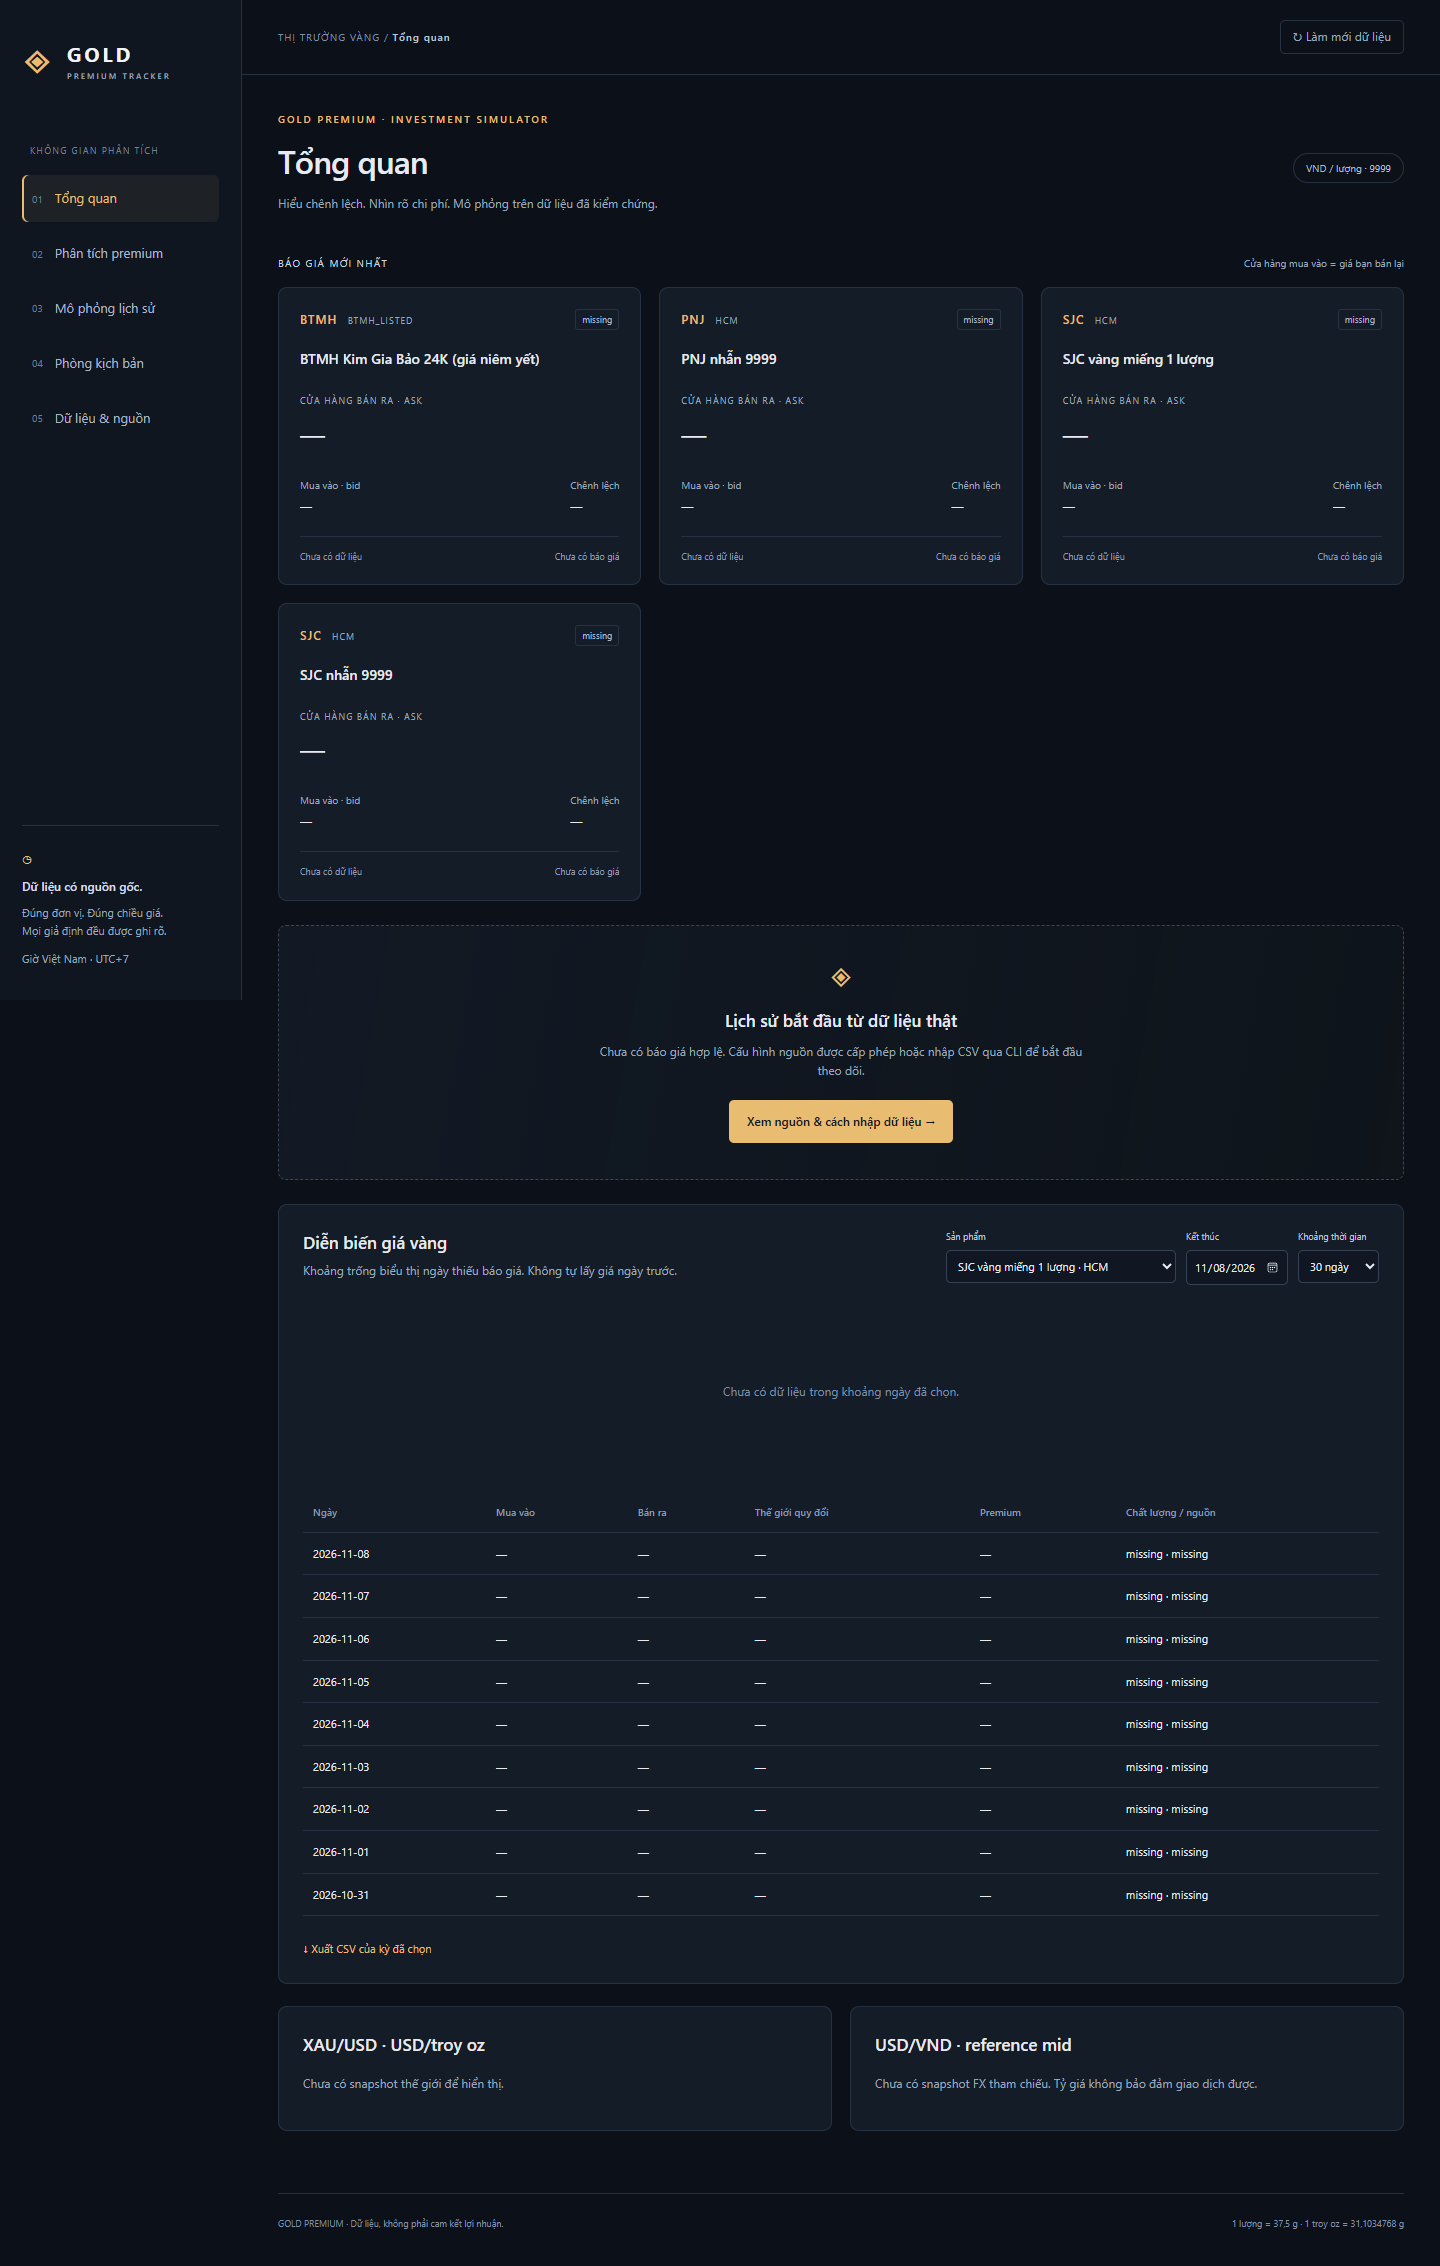 GOLD
PREMIUM TRACKER
KHÔNG GIAN PHÂN TÍCH
01 Tổng quan
02 Phân tích premium
03 Mô phỏng lịch sử
04 Phòng kịch bản
05 Dữ liệu & nguồn
Dữ liệu có nguồn gốc.
Đúng đơn vị. Đúng chiều giá.
Mọi giả định đều được ghi rõ.
Giờ Việt Nam · UTC+7
THỊ TRƯỜNG VÀNG / Tổng quan
↻ Làm mới dữ liệu
GOLD PREMIUM · INVESTMENT SIMULATOR
Tổng quan
VND / lượng · 9999
Hiểu chênh lệch. Nhìn rõ chi phí. Mô phỏng trên dữ liệu đã kiểm chứng.
BÁO GIÁ MỚI NHẤT
Cửa hàng mua vào = giá bạn bán lại
BTMH BTMH_LISTED missing
BTMH Kim Gia Bảo 24K (giá niêm yết)
CỬA HÀNG BÁN RA · ASK
—
Mua vào · bid Chênh lệch
— —
Chưa có dữ liệu Chưa có báo giá
PNJ HCM missing
PNJ nhẫn 9999
CỬA HÀNG BÁN RA · ASK
—
Mua vào · bid Chênh lệch
— —
Chưa có dữ liệu Chưa có báo giá
SJC HCM missing
SJC vàng miếng 1 lượng
CỬA HÀNG BÁN RA · ASK
—
Mua vào · bid Chênh lệch
— —
Chưa có dữ liệu Chưa có báo giá
SJC HCM missing
SJC nhẫn 9999
CỬA HÀNG BÁN RA · ASK
—
Mua vào · bid Chênh lệch
— —
Chưa có dữ liệu Chưa có báo giá
Lịch sử bắt đầu từ dữ liệu thật
Chưa có báo giá hợp lệ. Cấu hình nguồn được cấp phép hoặc nhập CSV qua CLI để bắt đầu
theo dõi.
Xem nguồn & cách nhập dữ liệu →
Diễn biến giá vàng
Khoảng trống biểu thị ngày thiếu báo giá. Không tự lấy giá ngày trước.
Sản phẩm Kết thúc Khoảng thời gian
SJC vàng miếng 1 lượng · HCM 11/08/2026 30 ngày
Chưa có dữ liệu trong khoảng ngày đã chọn.
Ngày Mua vào Bán ra Thế giới quy đổi Premium Chất lượng / nguồn
2026-11-08 — — — — missing · missing
2026-11-07 — — — — missing · missing
2026-11-06 — — — — missing · missing
2026-11-05 — — — — missing · missing
2026-11-04 — — — — missing · missing
2026-11-03 — — — — missing · missing
2026-11-02 — — — — missing · missing
2026-11-01 — — — — missing · missing
2026-10-31 — — — — missing · missing
↓ Xuất CSV của kỳ đã chọn
XAU/USD · USD/troy oz
Chưa có snapshot thế giới để hiển thị.
USD/VND · reference mid
Chưa có snapshot FX tham chiếu. Tỷ giá không bảo đảm giao dịch được.
GOLD PREMIUM · Dữ liệu, không phải cam kết lợi nhuận.
1 lượng = 37,5 g · 1 troy oz = 31,1034768 g